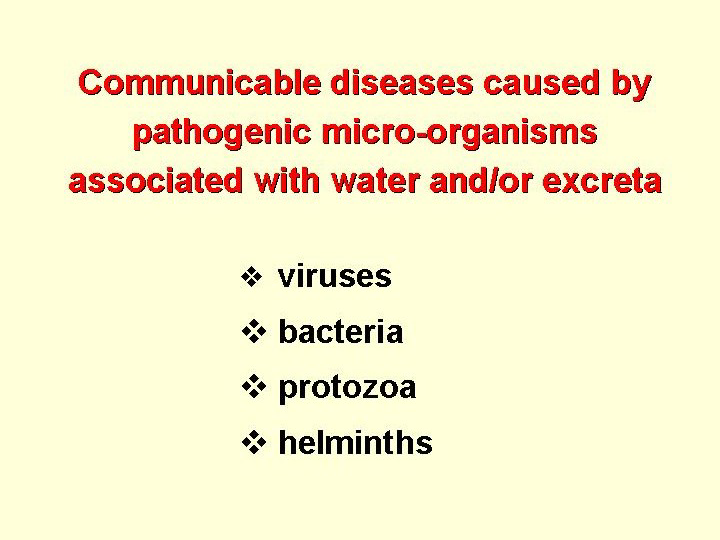 Communicable diseases caused by
pathogenic micro-organisms
associated with water and/or excreta
❖ viruses
❖ bacteria
❖ protozoa
❖ helminths